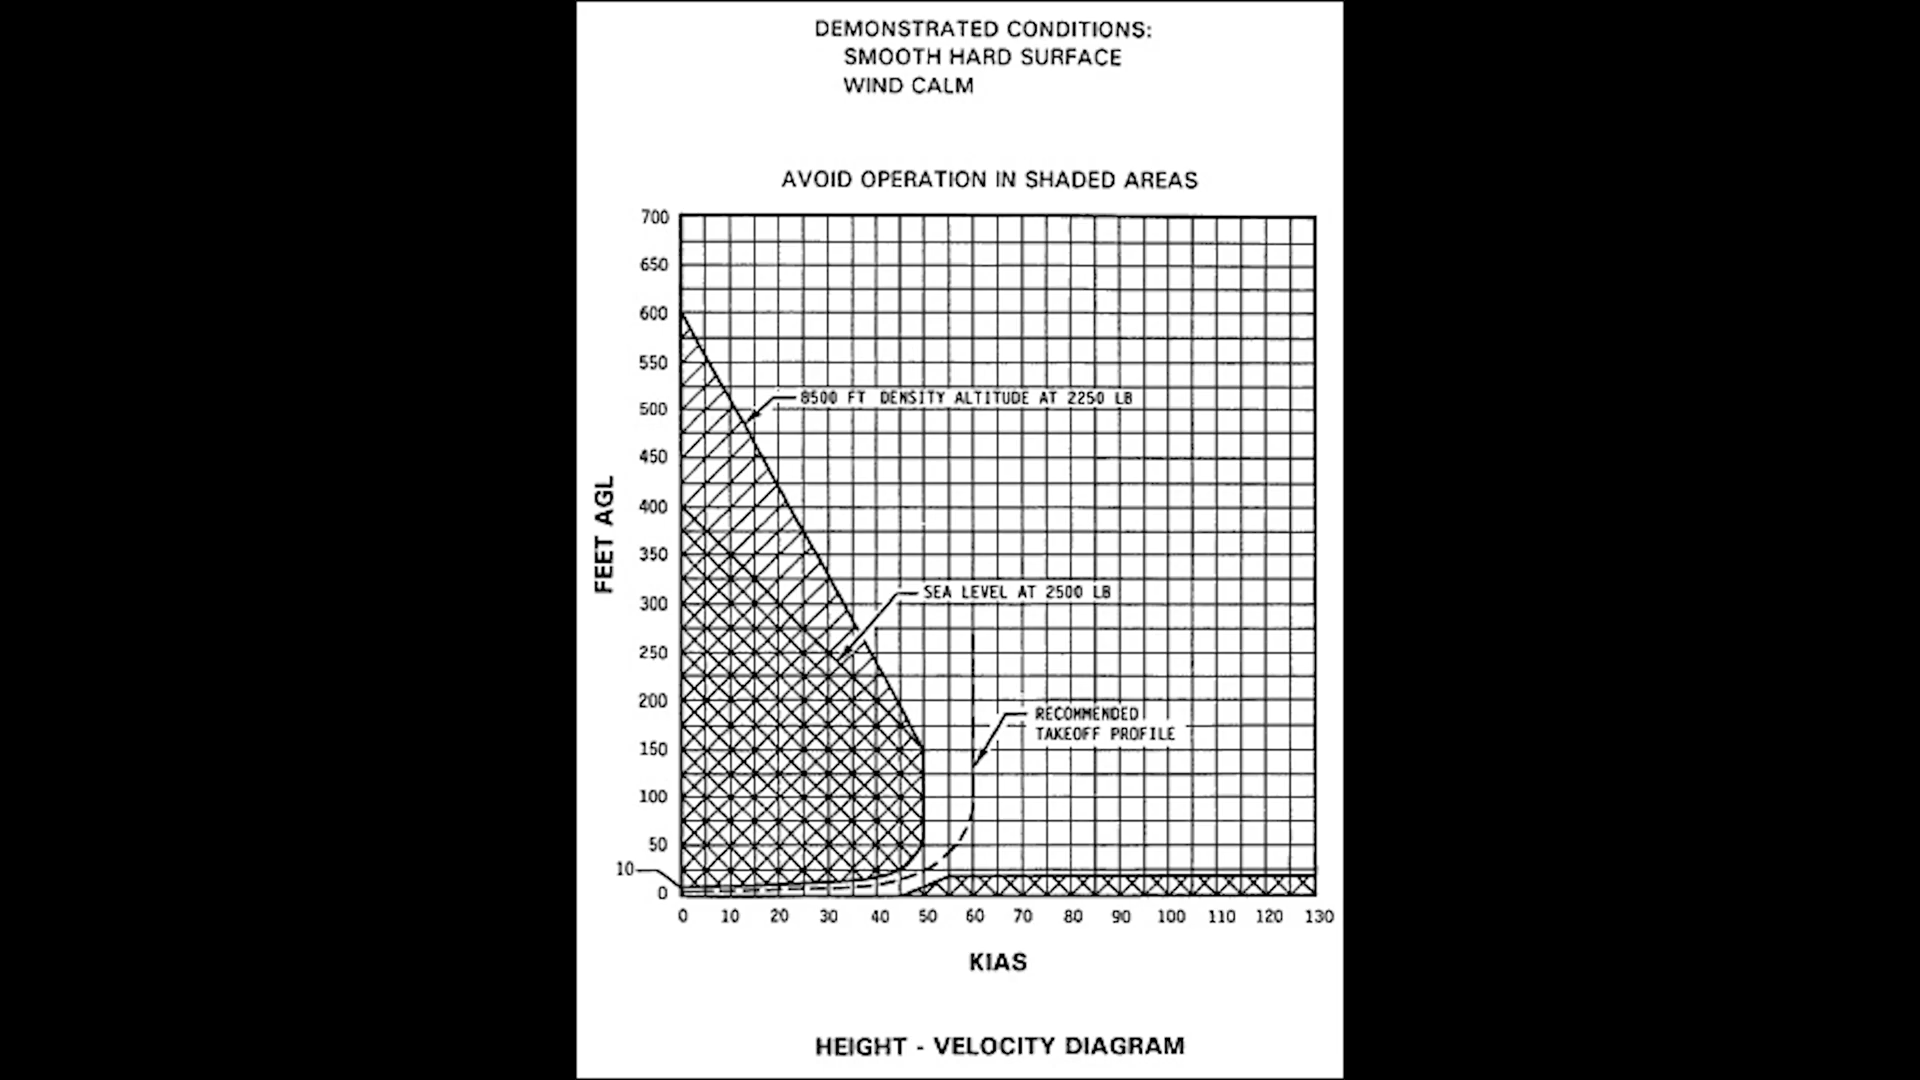 DEMONSTRATED CONDITIONS:
SMOOTH HARD SURFACE
WIND CALM
AVOID OPERATION IN SHADED AREAS
700
650
600
550
500
450
400
350
300
250
200
150
100
50
10
0
FEET AGL
8500 FT DENSITY ALTITUDE AT 2250 LB
SEA LEVEL AT 2500 LB
RECOMMENDED
TAKEOFF PROFILE
0 10 20 30 40 50 60 70 80 90 100 110 120 130
KIAS
HEIGHT - VELOCITY DIAGRAM